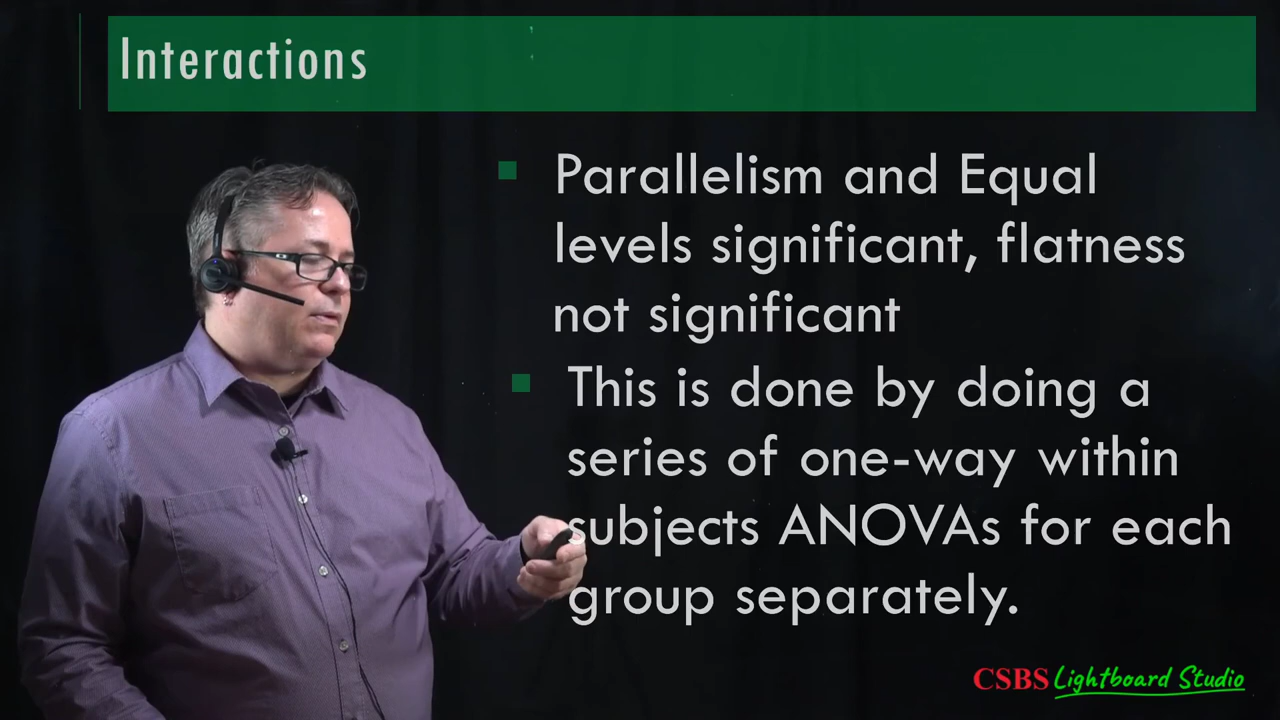 Interactions
Parallelism and Equal
levels significant, flatness
not significant
This is done by doing a
series of one-way within
subjects ANOVAs for each
group separately.
CSBS Lightboard Studio